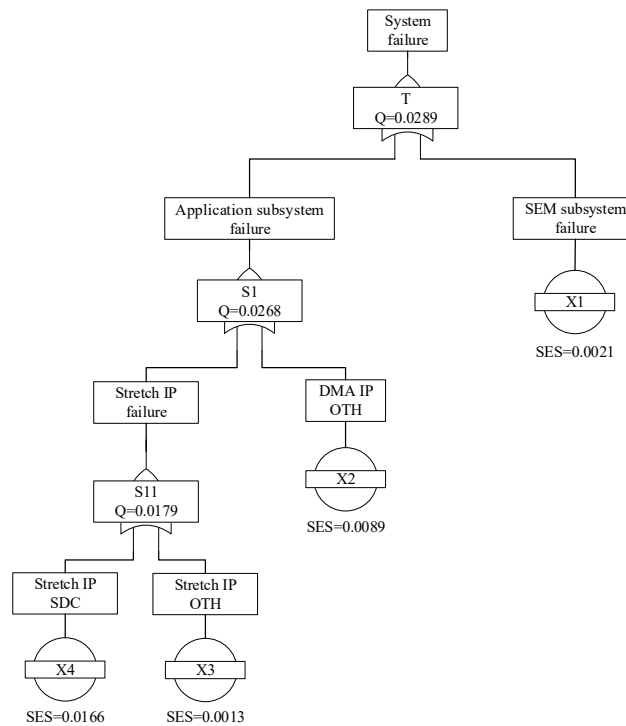 System
failure
T
Q=0.0289
Application subsystem
failure
SEM subsystem
failure
S1
Q=0.0268
X1
SES=0.0021
Stretch IP
failure
DMA IP
OTH
S11
Q=0.0179
X2
SES=0.0089
Stretch IP
SDC
Stretch IP
OTH
X4
X3
SES=0.0166
SES=0.0013